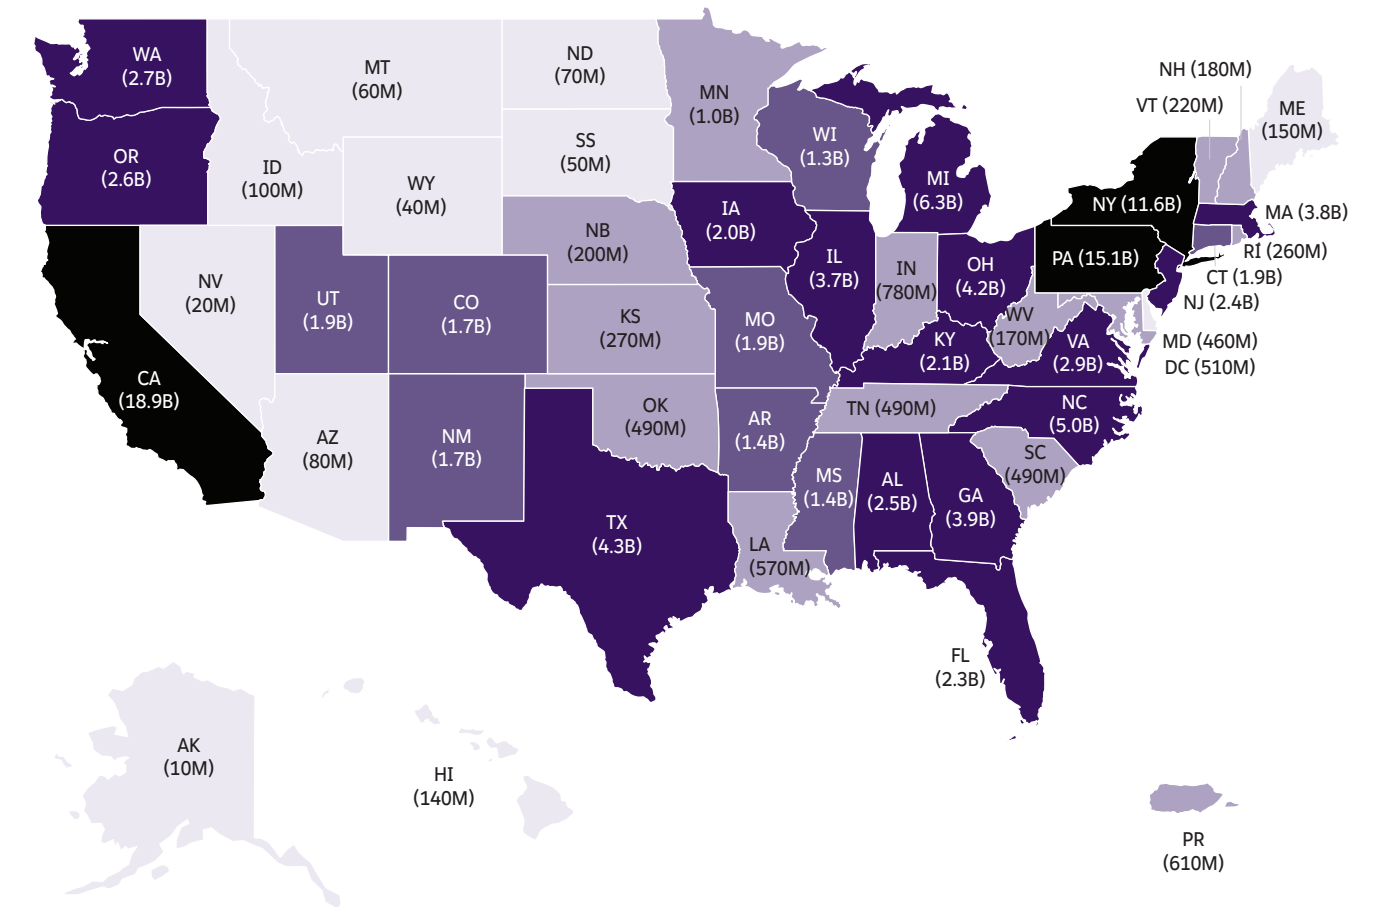 WA
(2.7B)
MT
(60M)
ND
(70M)
MN
(1.0B)
NH (180M)
VT (220M)
ME
(150M)
OR
(2.6B)
ID
(100M)
SS
(50M)
WI
(1.3B)
WY
(40M)
MI
(6.3B)
NY (11.6B)
MA (3.8B)
IA
(2.0B)
NB
(200M)
RI (260M)
PA (15.1B)
CT (1.9B)
NJ (2.4B)
NV
(20M)
IL
(3.7B)
IN
(780M)
OH
(4.2B)
UT
(1.9B)
CO
(1.7B)
KS
(270M)
MO
(1.9B)
WV
(170M)
KY
(2.1B)
VA
(2.9B)
MD (460M)
DC (510M)
CA
(18.9B)
AZ
(80M)
NM
(1.7B)
OK
(490M)
AR
(1.4B)
TN (490M)
NC
(5.0B)
SC
(490M)
MS
(1.4B)
AL
(2.5B)
GA
(3.9B)
TX
(4.3B)
LA
(570M)
FL
(2.3B)
AK
(10M)
HI
(140M)
PR
(610M)